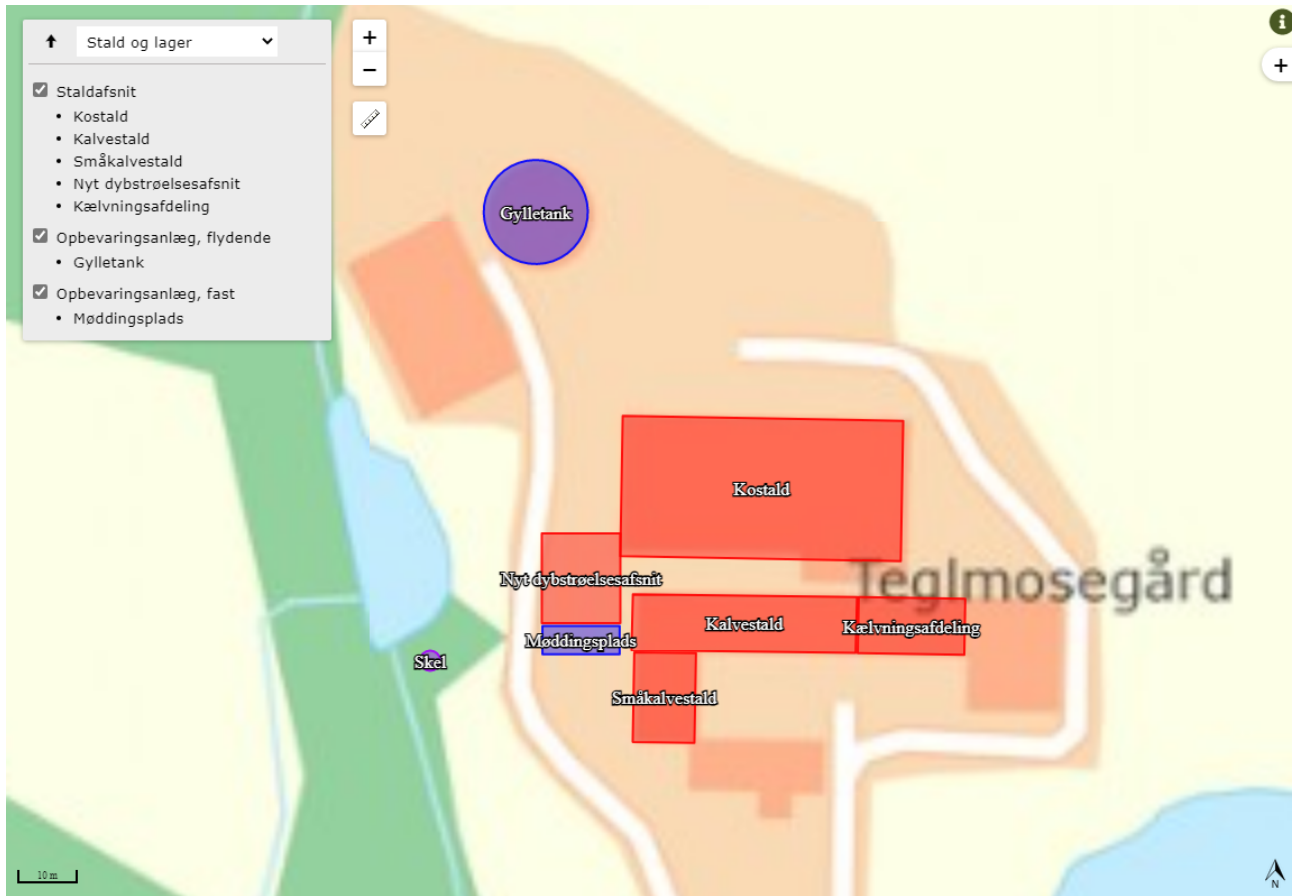 Stald og lager
Staldafsnit
Kostald
Kalvestald
Småkalvestald
Nyt dybstrøelsesafsnit
Kælvningsafdeling
Opbevaringsanlæg, flydende
Gylletank
Opbevaringsanlæg, fast
Møddingsplads
+
−
i
+
Gylletank
Kostald
Nyt dybstrøelsesafsnit
Teglmosegård
Kalvestald
Kælvningsafdeling
Møddingsplads
Skel
Småkalvestald
10 m
N